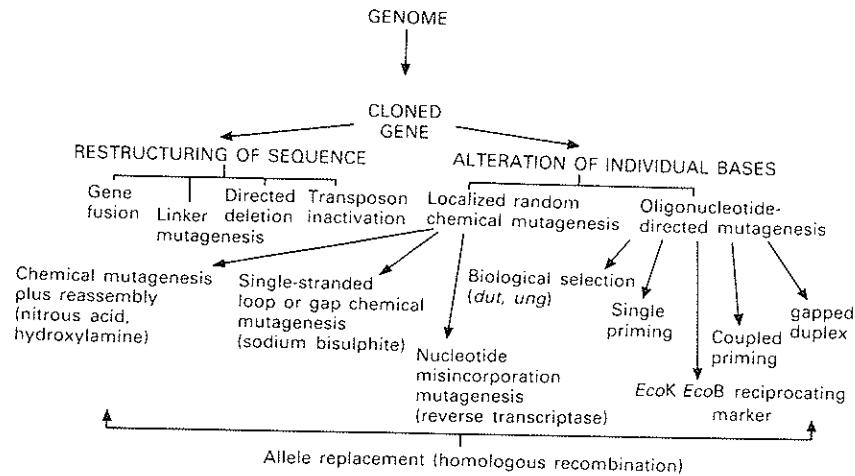 GENOME
CLONED
GENE
RESTRUCTURING OF SEQUENCE
ALTERATION OF INDIVIDUAL BASES
Gene
fusion
Linker
mutagenesis
Directed
deletion
Transposon
inactivation
Localized random
chemical mutagenesis
Oligonucleotide-
directed mutagenesis
Chemical mutagenesis
plus reassembly
(nitrous acid,
hydroxylamine)
Single-stranded
loop or gap chemical
mutagenesis
(sodium bisulphite)
Nucleotide
misincorporation
mutagenesis
(reverse transcriptase)
Biological selection
(dut, ung)
Single
priming
EcoK EcoB reciprocating
marker
Coupled
priming
gapped
duplex
Allele replacement (homologous recombination)